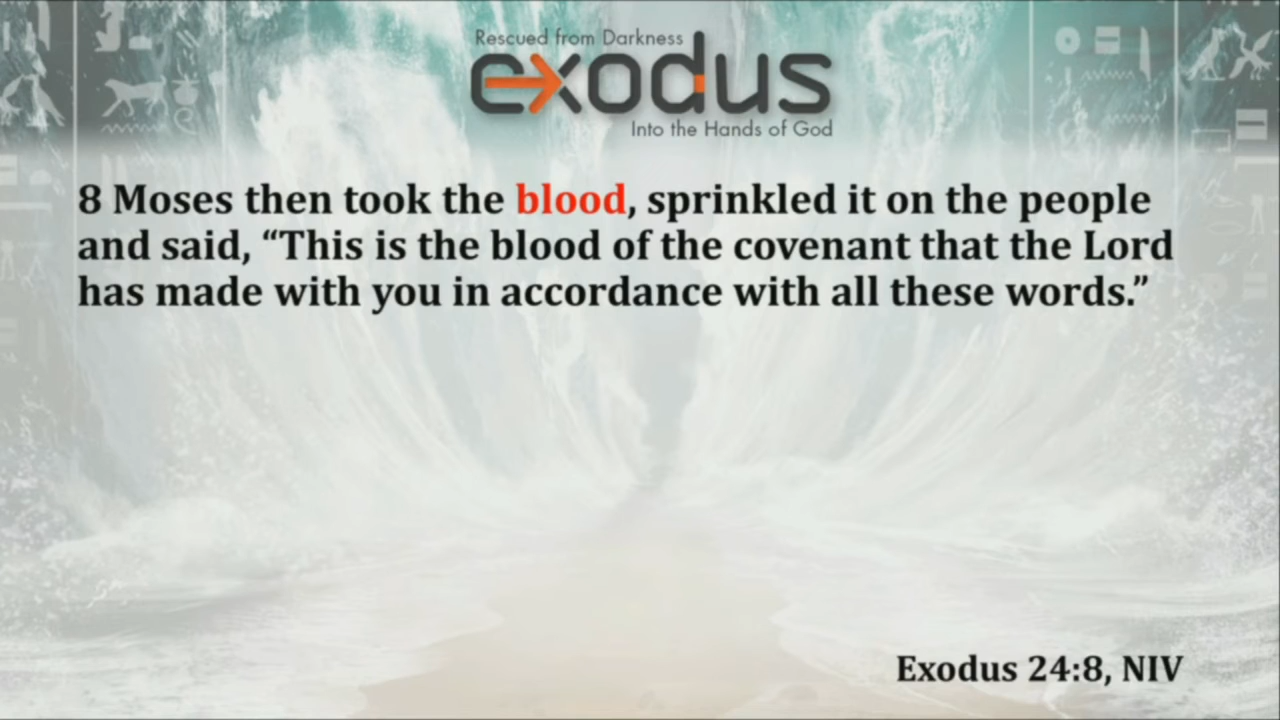 Rescued from Darkness
exodus
Into the Hands of God
8 Moses then took the blood, sprinkled it on the people
and said, “This is the blood of the covenant that the Lord
has made with you in accordance with all these words.”
Exodus 24:8, NIV